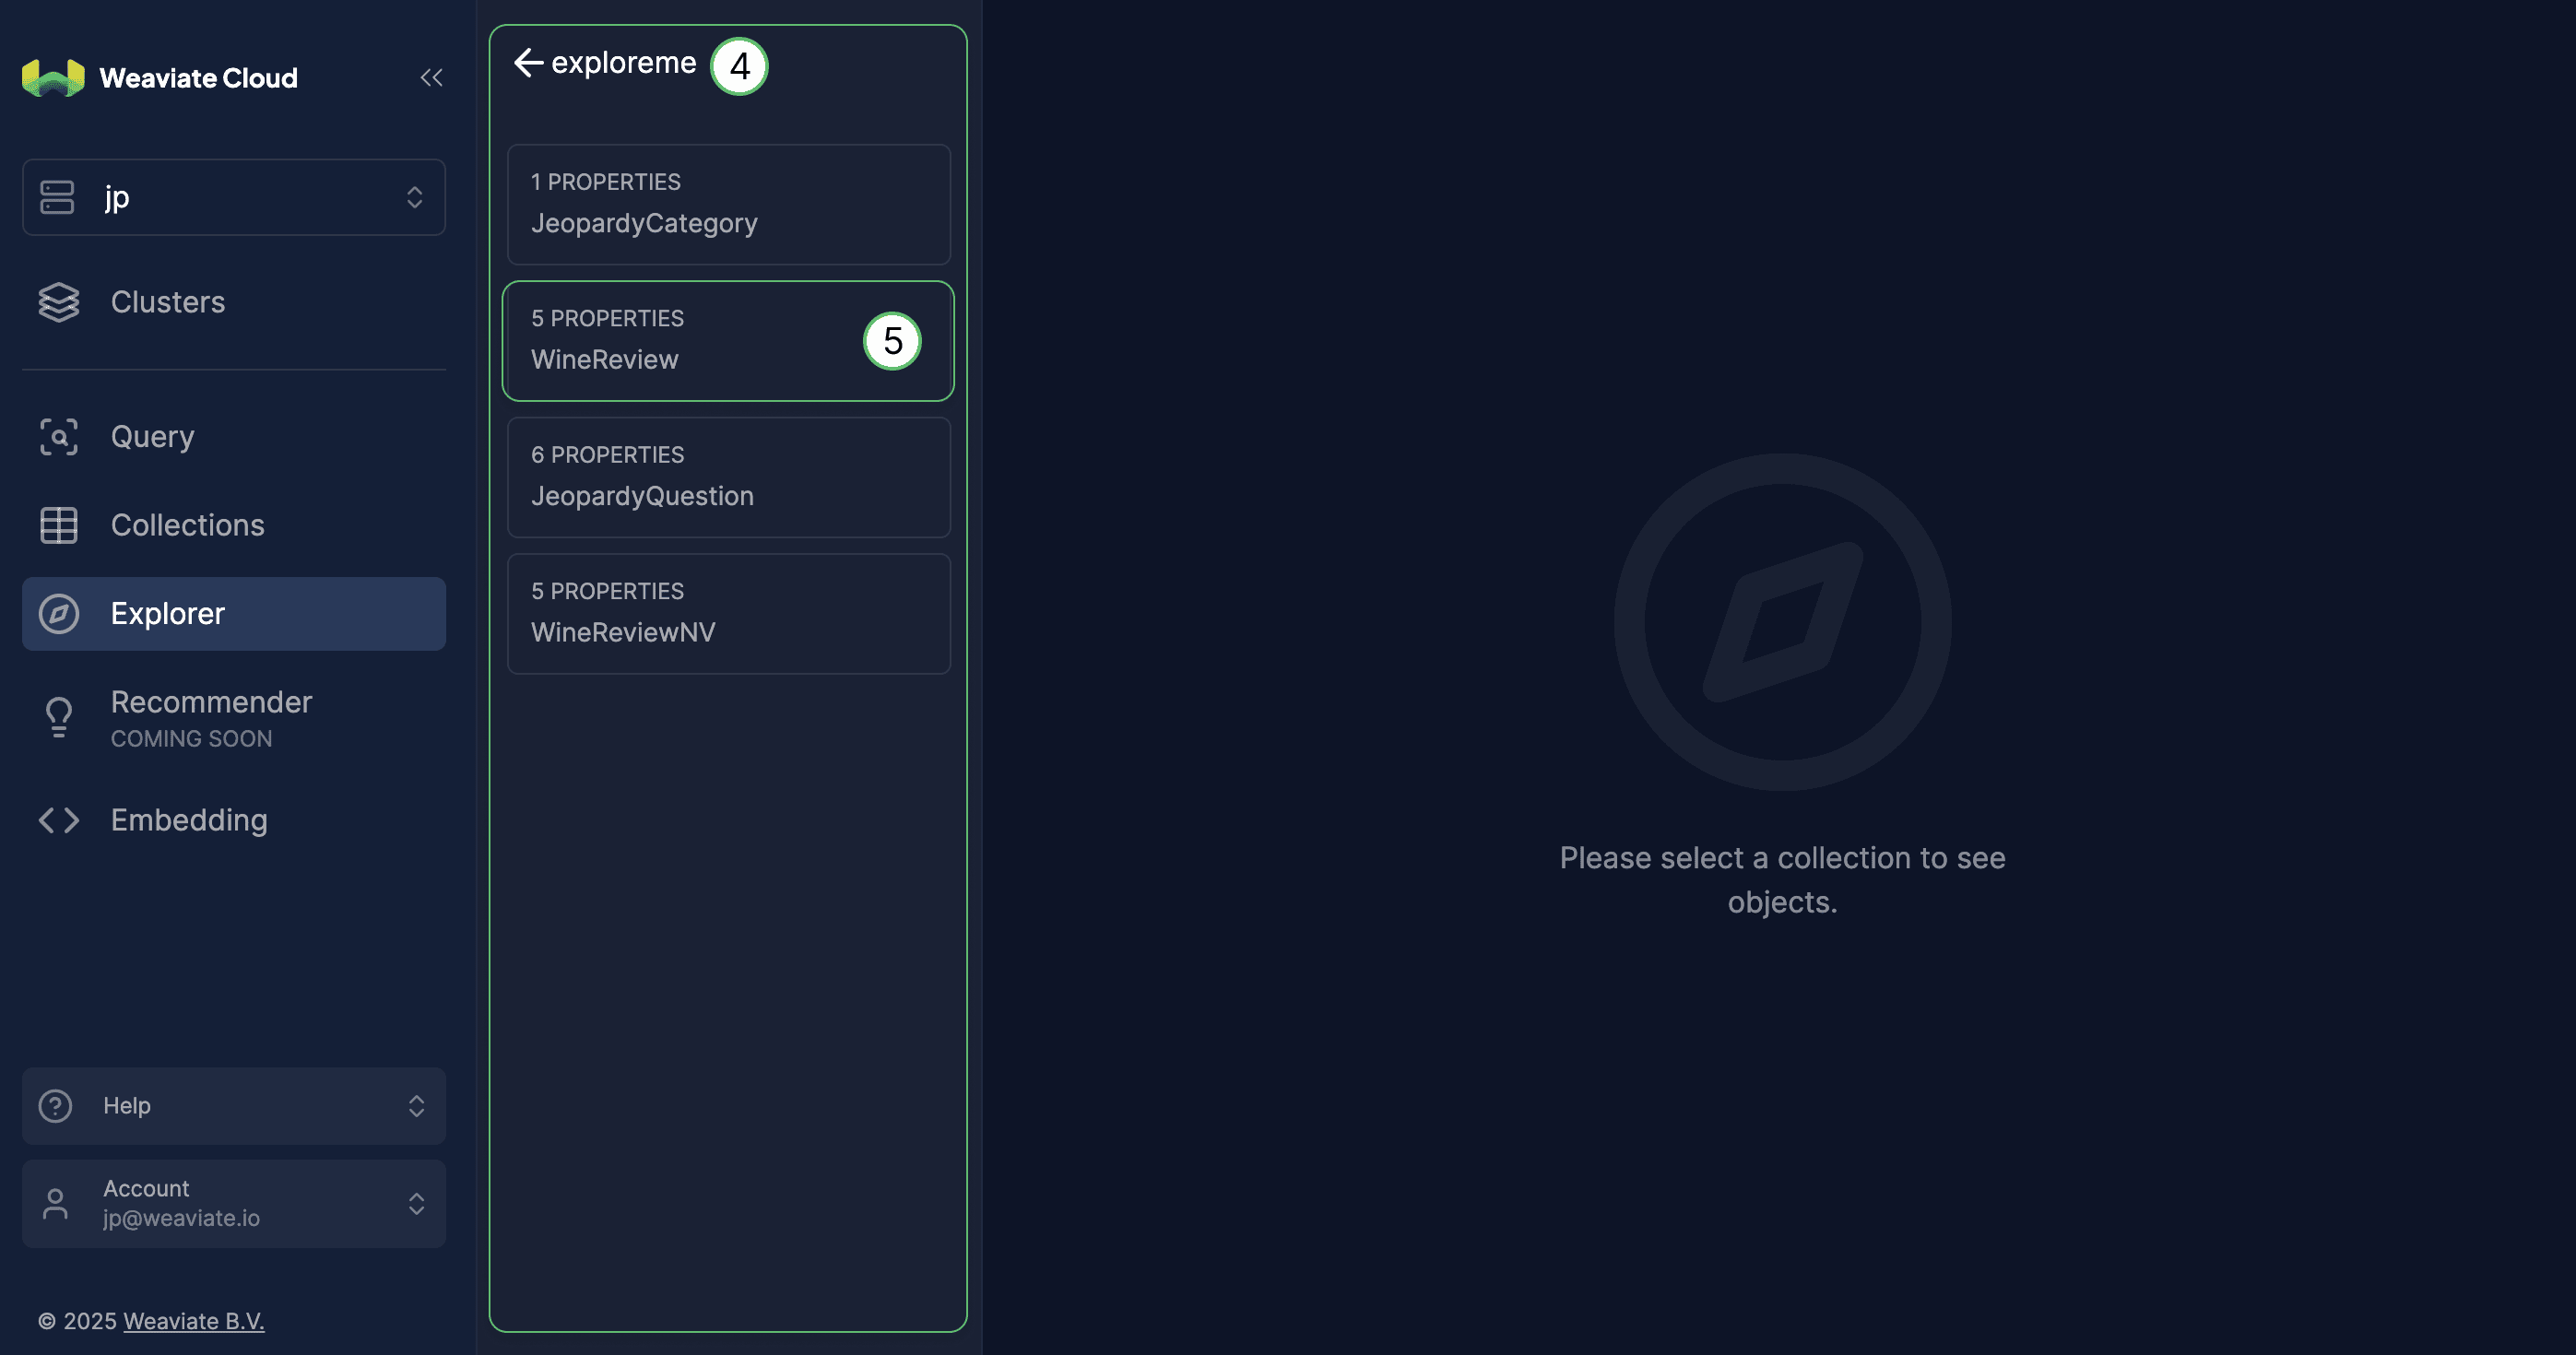 Weaviate Cloud
jp
Clusters
Query
Collections
Explorer
Recommender
COMING SOON
Embedding
Help
Account
jp@weaviate.io
© 2025 Weaviate B.V.
exploreme 4
1 PROPERTIES
JeopardyCategory
5 PROPERTIES
WineReview
5
6 PROPERTIES
JeopardyQuestion
5 PROPERTIES
WineReviewNV
Please select a collection to see
objects.